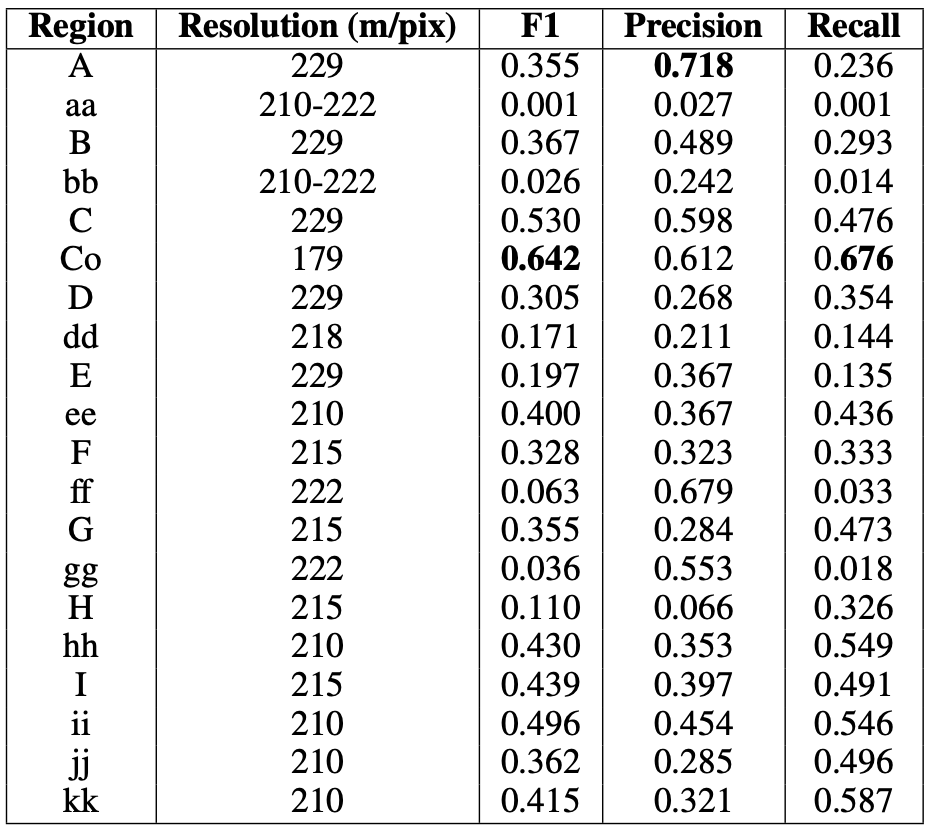 Region Resolution (m/pix) F1 Precision Recall
A 229 0.355 0.718 0.236
aa 210-222 0.001 0.027 0.001
B 229 0.367 0.489 0.293
bb 210-222 0.026 0.242 0.014
C 229 0.530 0.598 0.476
Co 179 0.642 0.612 0.676
D 229 0.305 0.268 0.354
dd 218 0.171 0.211 0.144
E 229 0.197 0.367 0.135
ee 210 0.400 0.367 0.436
F 215 0.328 0.323 0.333
ff 222 0.063 0.679 0.033
G 215 0.355 0.284 0.473
gg 222 0.036 0.553 0.018
H 215 0.110 0.066 0.326
hh 210 0.430 0.353 0.549
I 215 0.439 0.397 0.491
ii 210 0.496 0.454 0.546
jj 210 0.362 0.285 0.496
kk 210 0.415 0.321 0.587